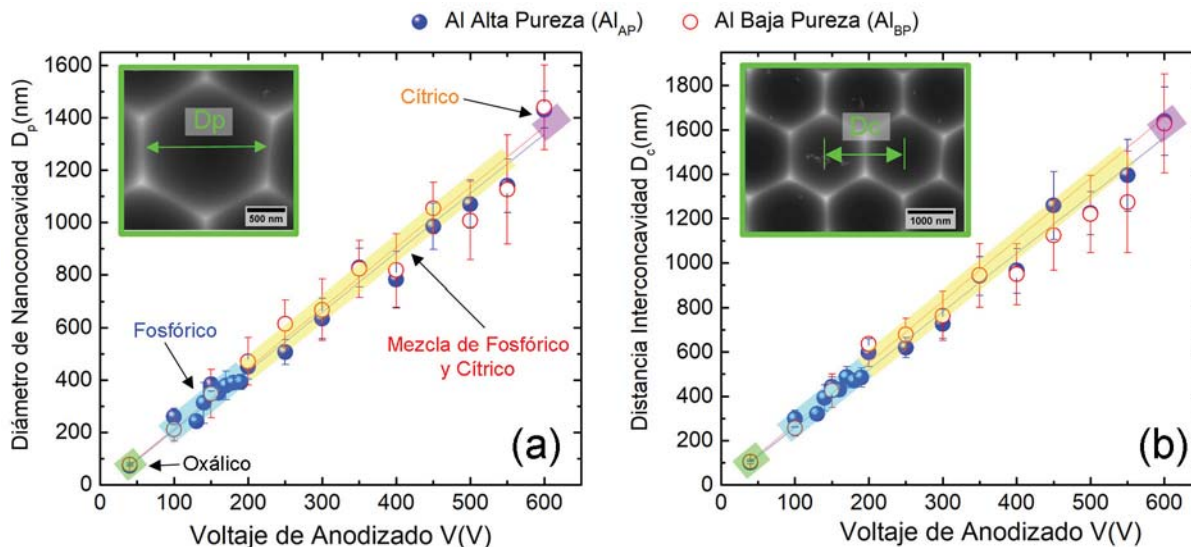 Al Alta Pureza (Al_AP) Al Baja Pureza (Al_BP)
Diámetro de Nanoconcavidad D_p(nm)
1600
1400
1200
1000
800
600
400
200
0
Dp
500 nm
Cítrico
Fosfórico
Mezcla de Fosfórico
y Cítrico
Oxálico
(a)
0 100 200 300 400 500 600
Voltaje de Anodizado V(V)
Distancia Interconcavidad D_c(nm)
1800
1600
1400
1200
1000
800
600
400
200
0
Dc
1000 nm
(b)
0 100 200 300 400 500 600
Voltaje de Anodizado V(V)